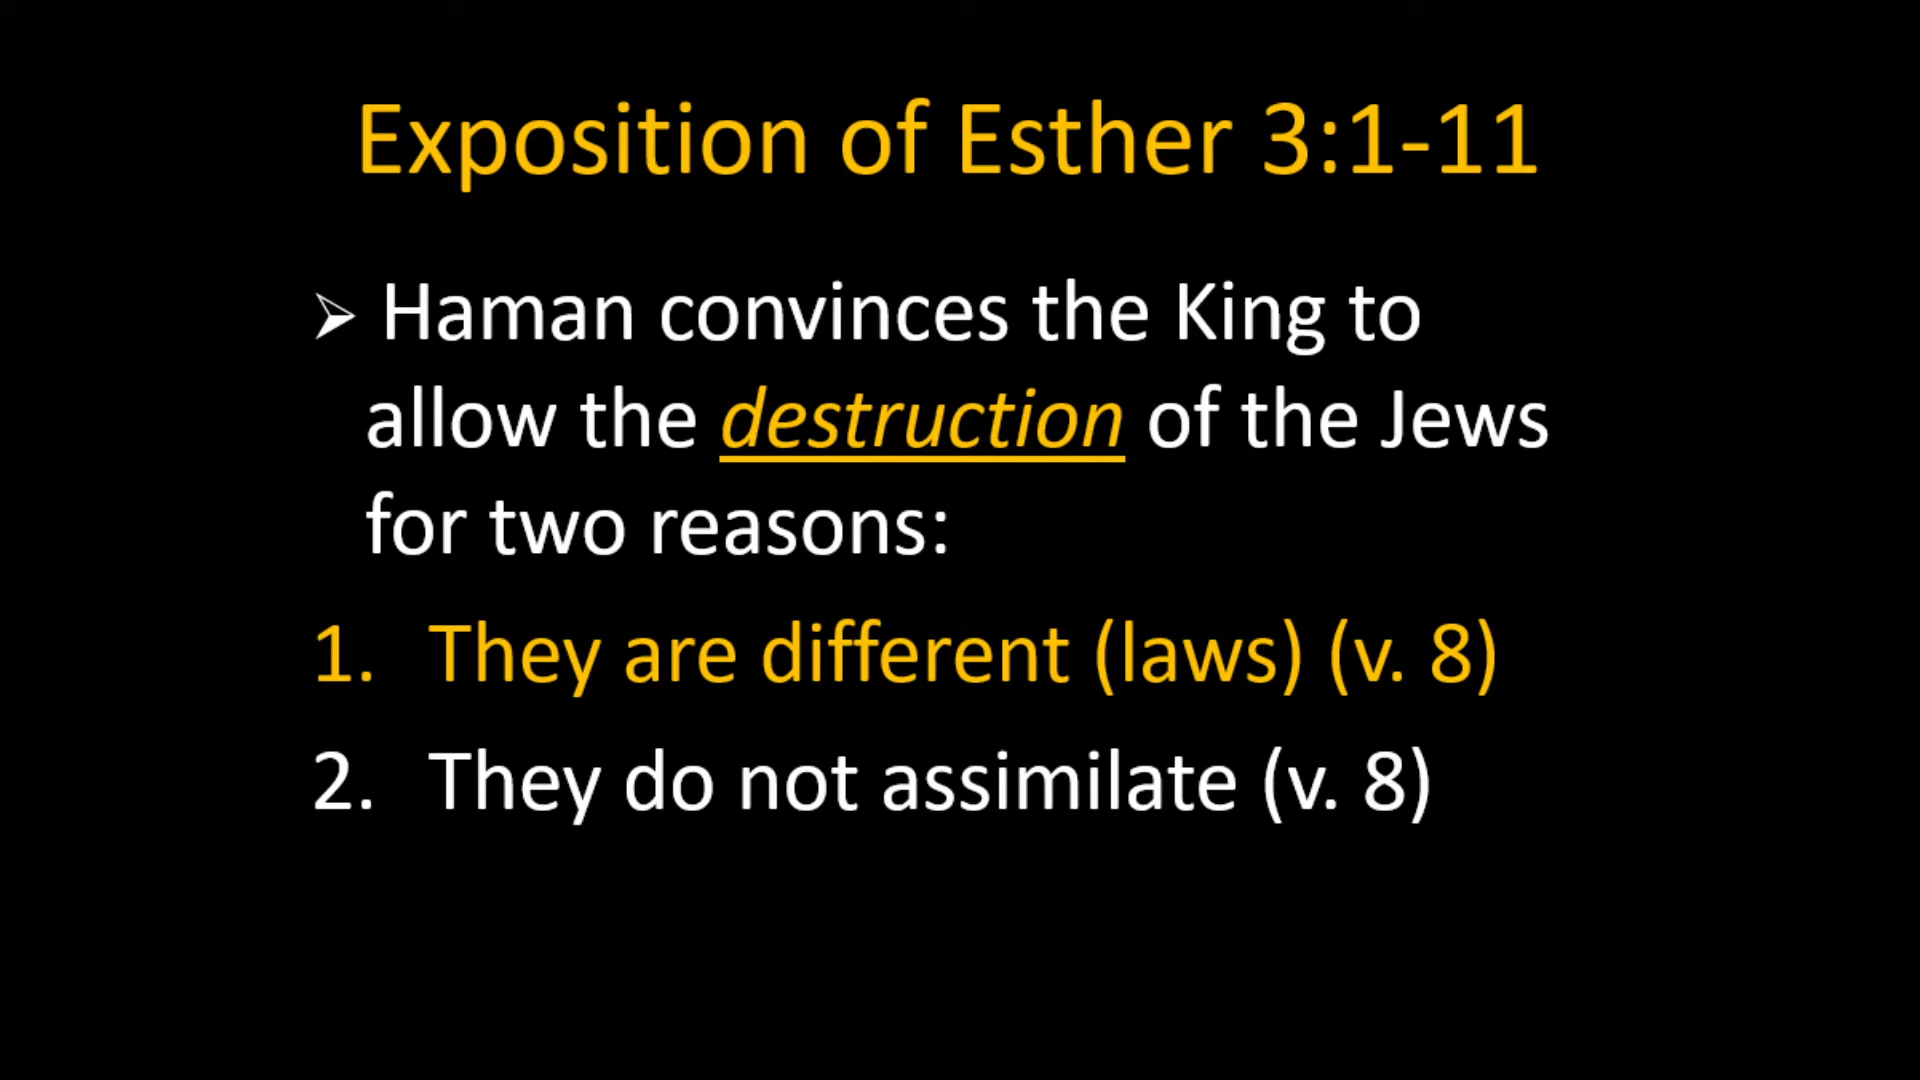 Exposition of Esther 3:1-11
➢ Haman convinces the King to
allow the destruction of the Jews
for two reasons:
1. They are different (laws) (v. 8)
2. They do not assimilate (v. 8)